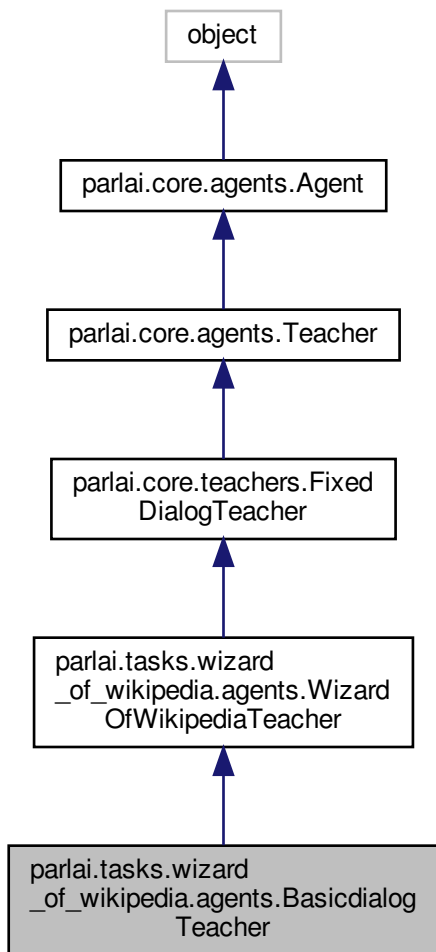 object
parlai.core.agents.Agent
parlai.core.agents.Teacher
parlai.core.teachers.Fixed
DialogTeacher
parlai.tasks.wizard
_of_wikipedia.agents.Wizard
OfWikipediaTeacher
parlai.tasks.wizard
_of_wikipedia.agents.Basicdialog
Teacher